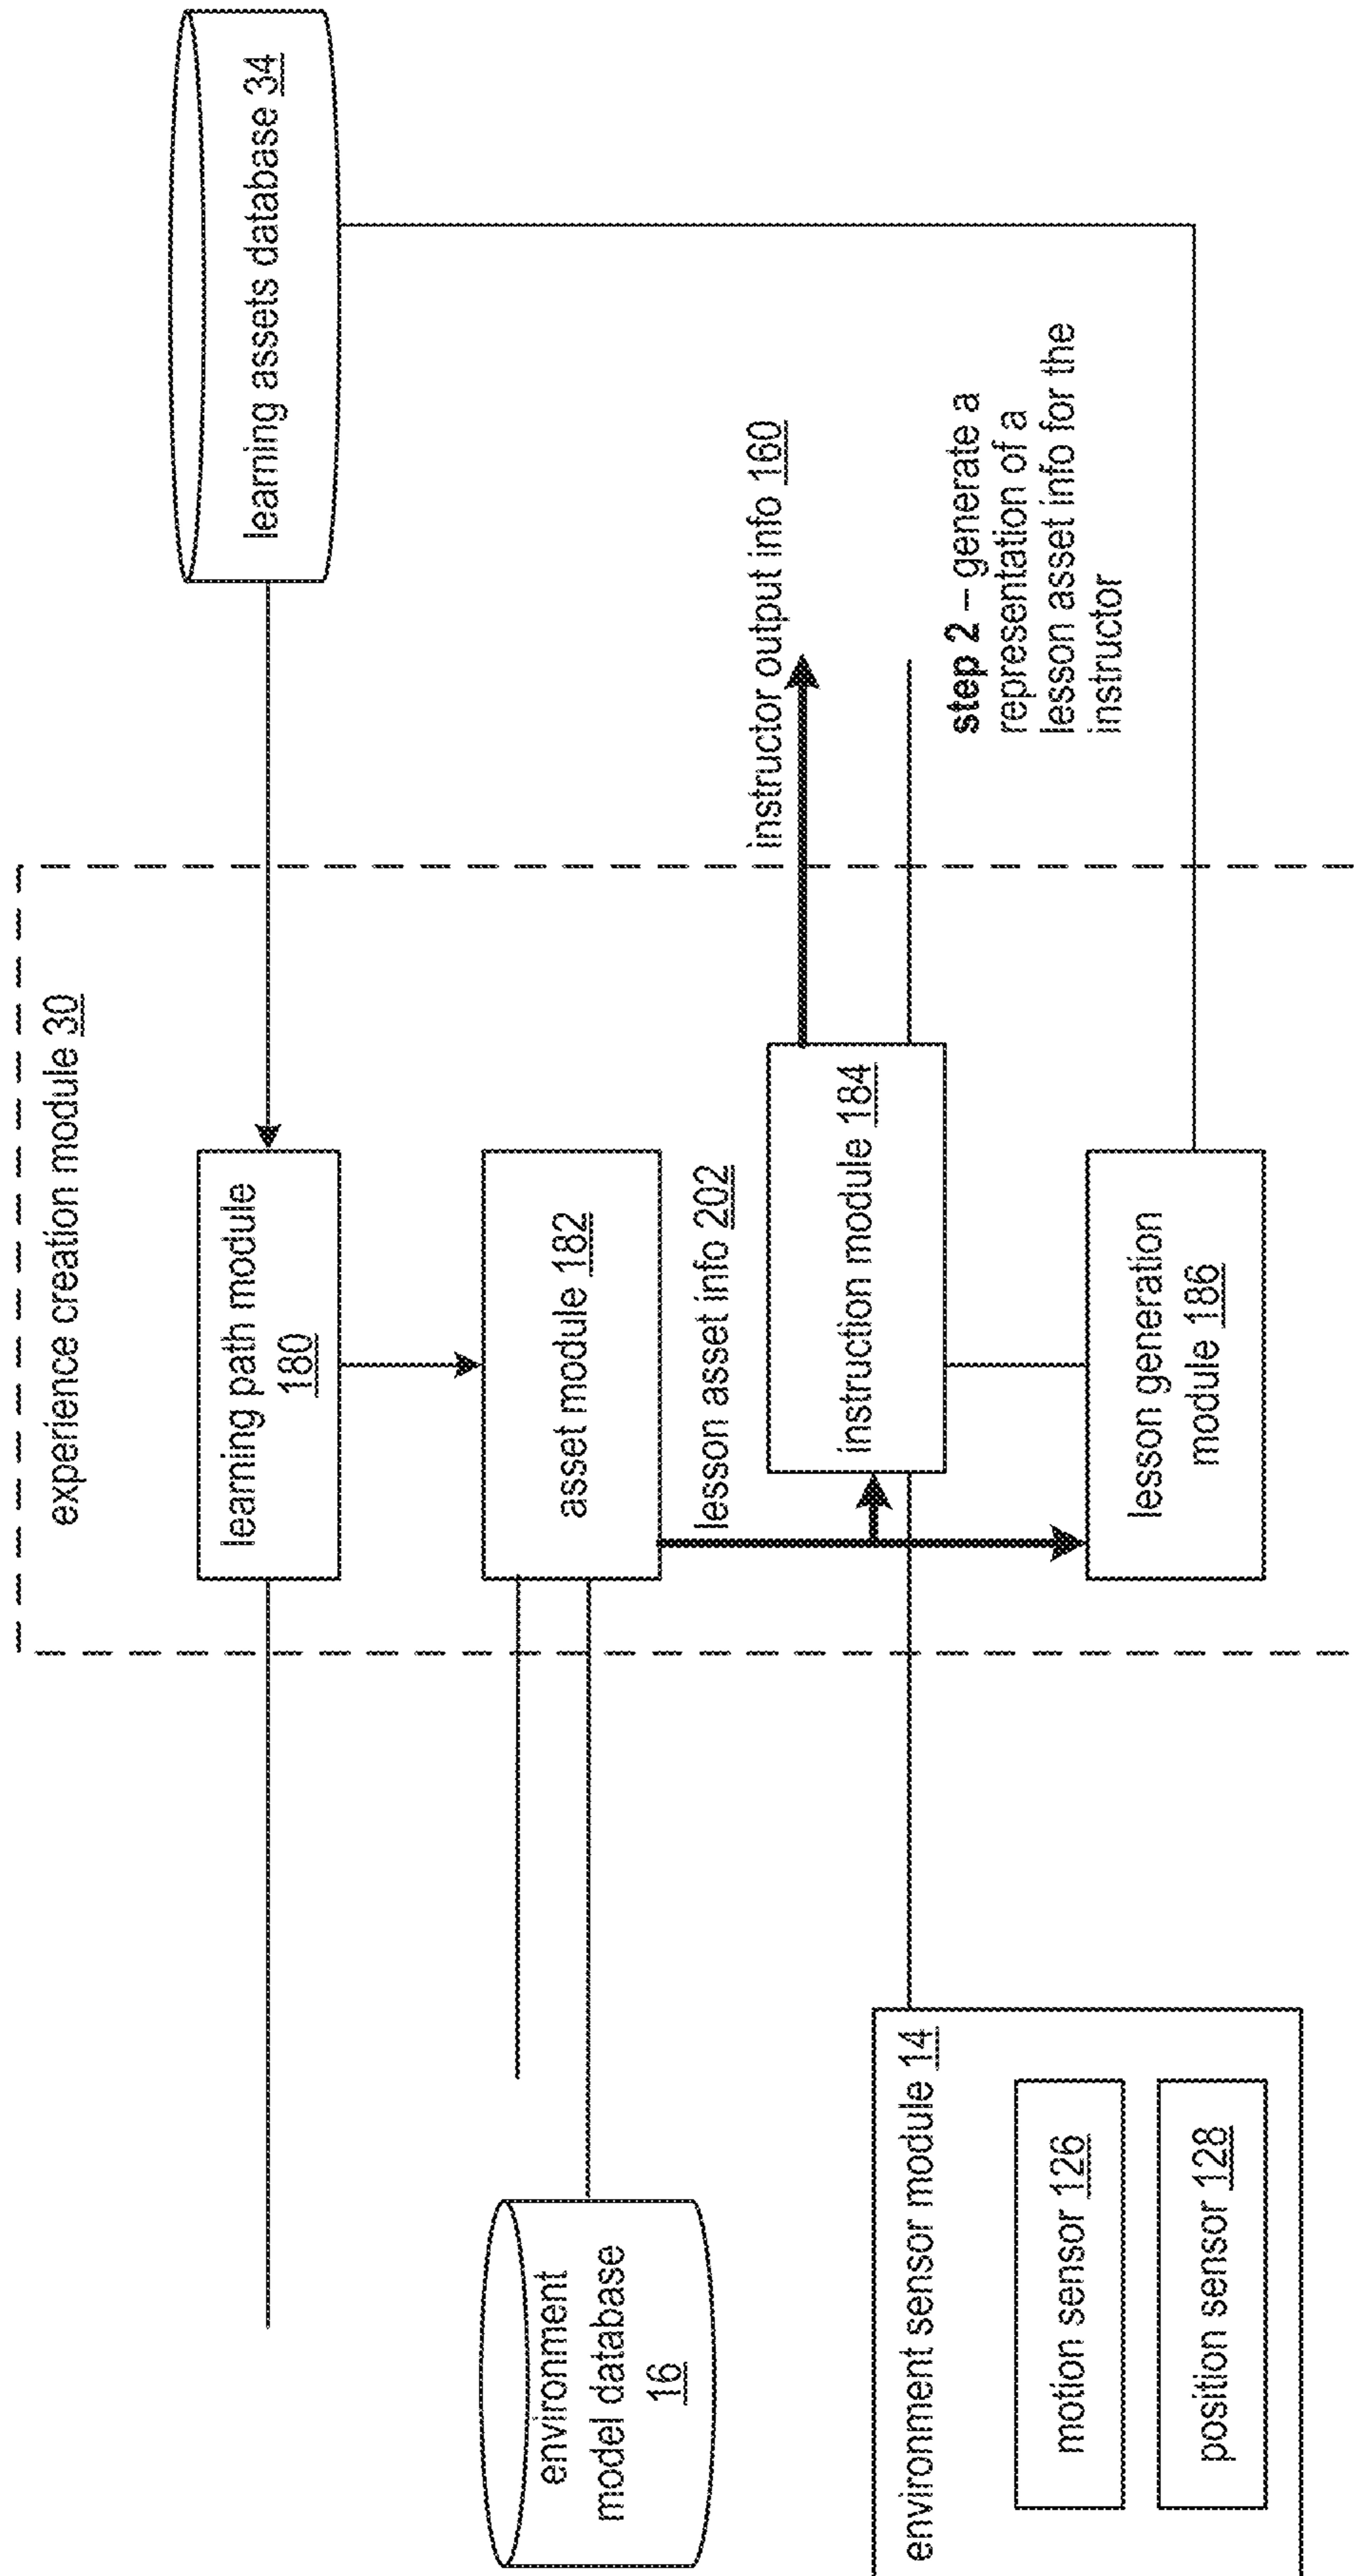 experience creation module 30
learning assets database 34
learning path module
180
environment
model database
16
asset module 182
lesson asset info 202
instructor output info 160
instruction module 184
step 2 – generate a
representation of a
lesson asset info for the
instructor
environment sensor module 14
motion sensor 126
position sensor 128
lesson generation
module 186